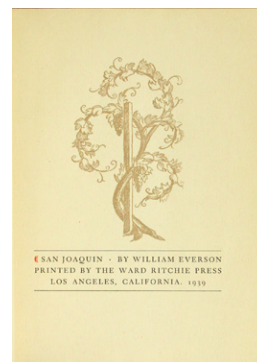 ❡ SAN JOAQUIN · BY WILLIAM EVERSON
PRINTED BY THE WARD RITCHIE PRESS
LOS ANGELES, CALIFORNIA. 1939